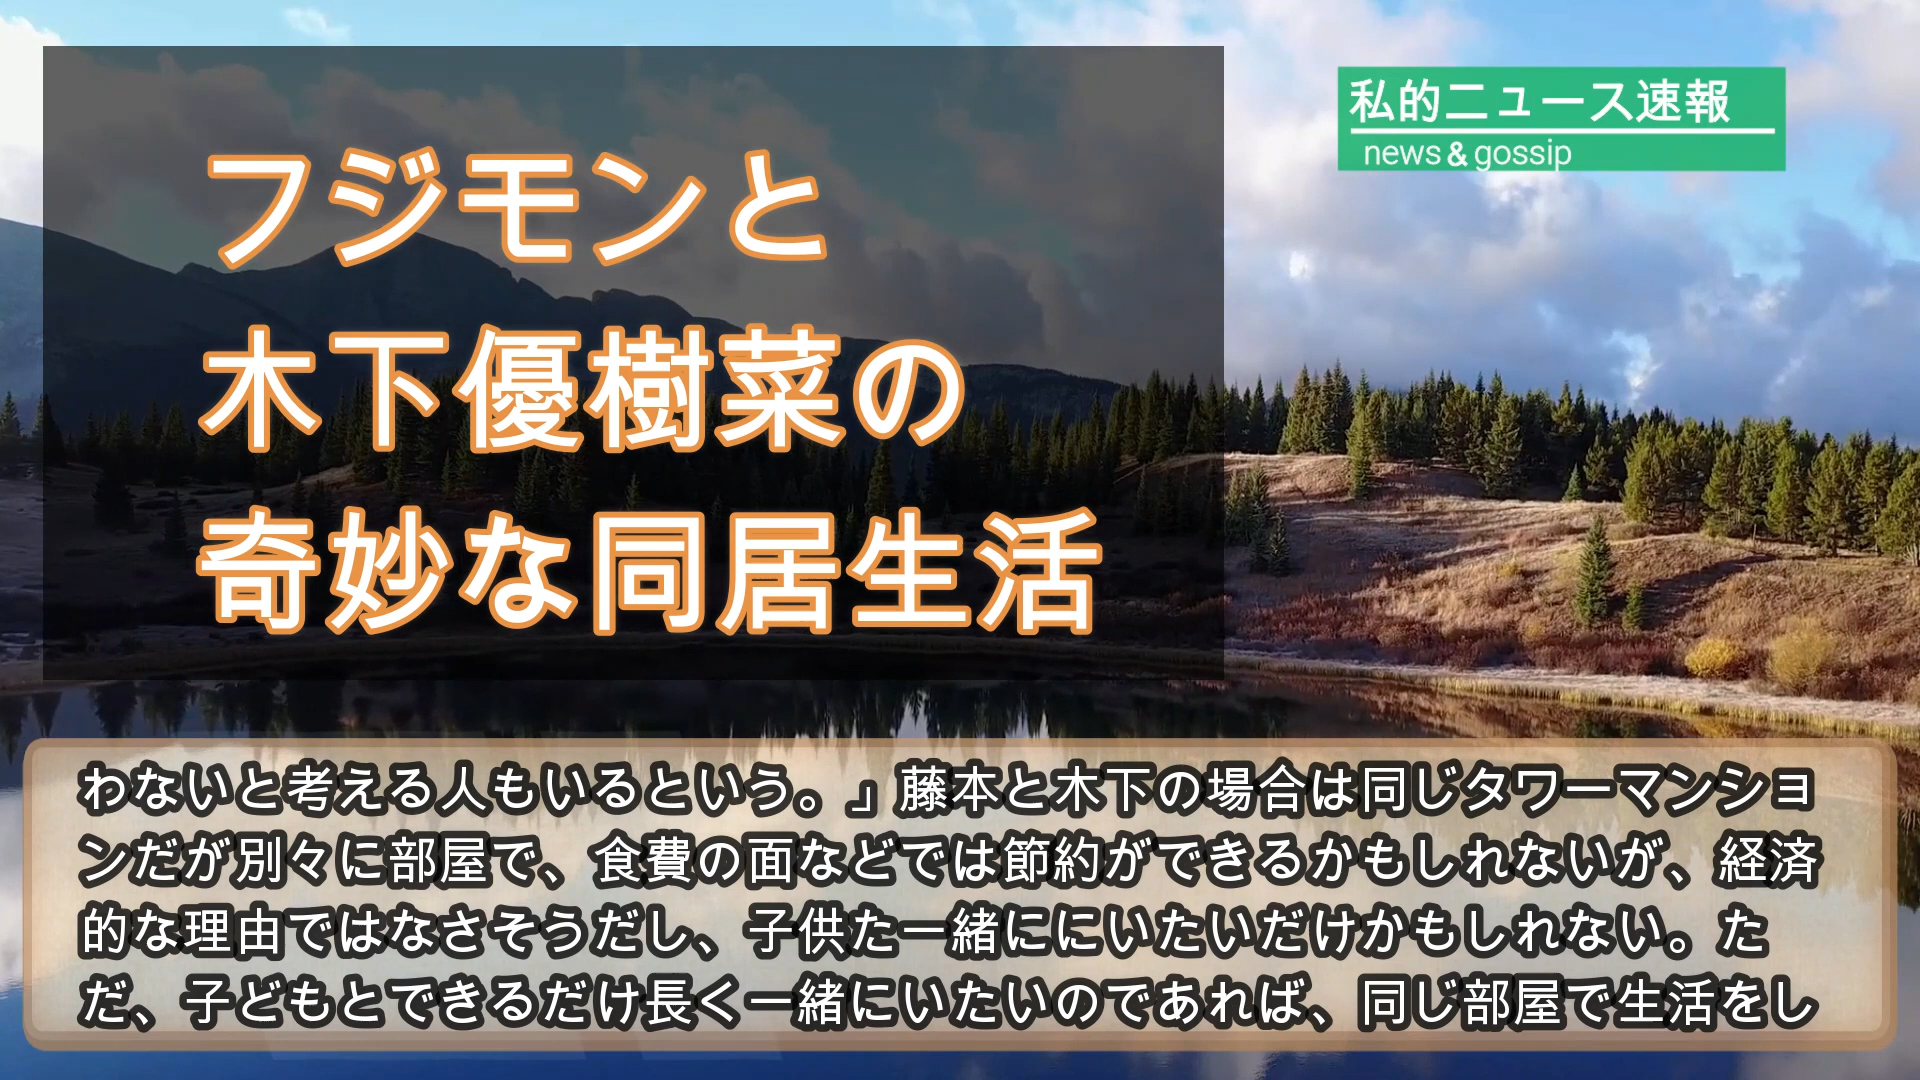 フジモンと
木下優樹菜の
奇妙な同居生活
私的ニュース速報
news & gossip
わないと考える人もいるという。」藤本と木下の場合は同じタワーマンショ
ンだが別々に部屋で、食費の面などでは節約ができるかもしれないが、経済
的な理由ではなさそうだし、子供た一緒ににいたいだけかもしれない。た
だ、子どもとできるだけ長く一緒にいたいのであれば、同じ部屋で生活をし